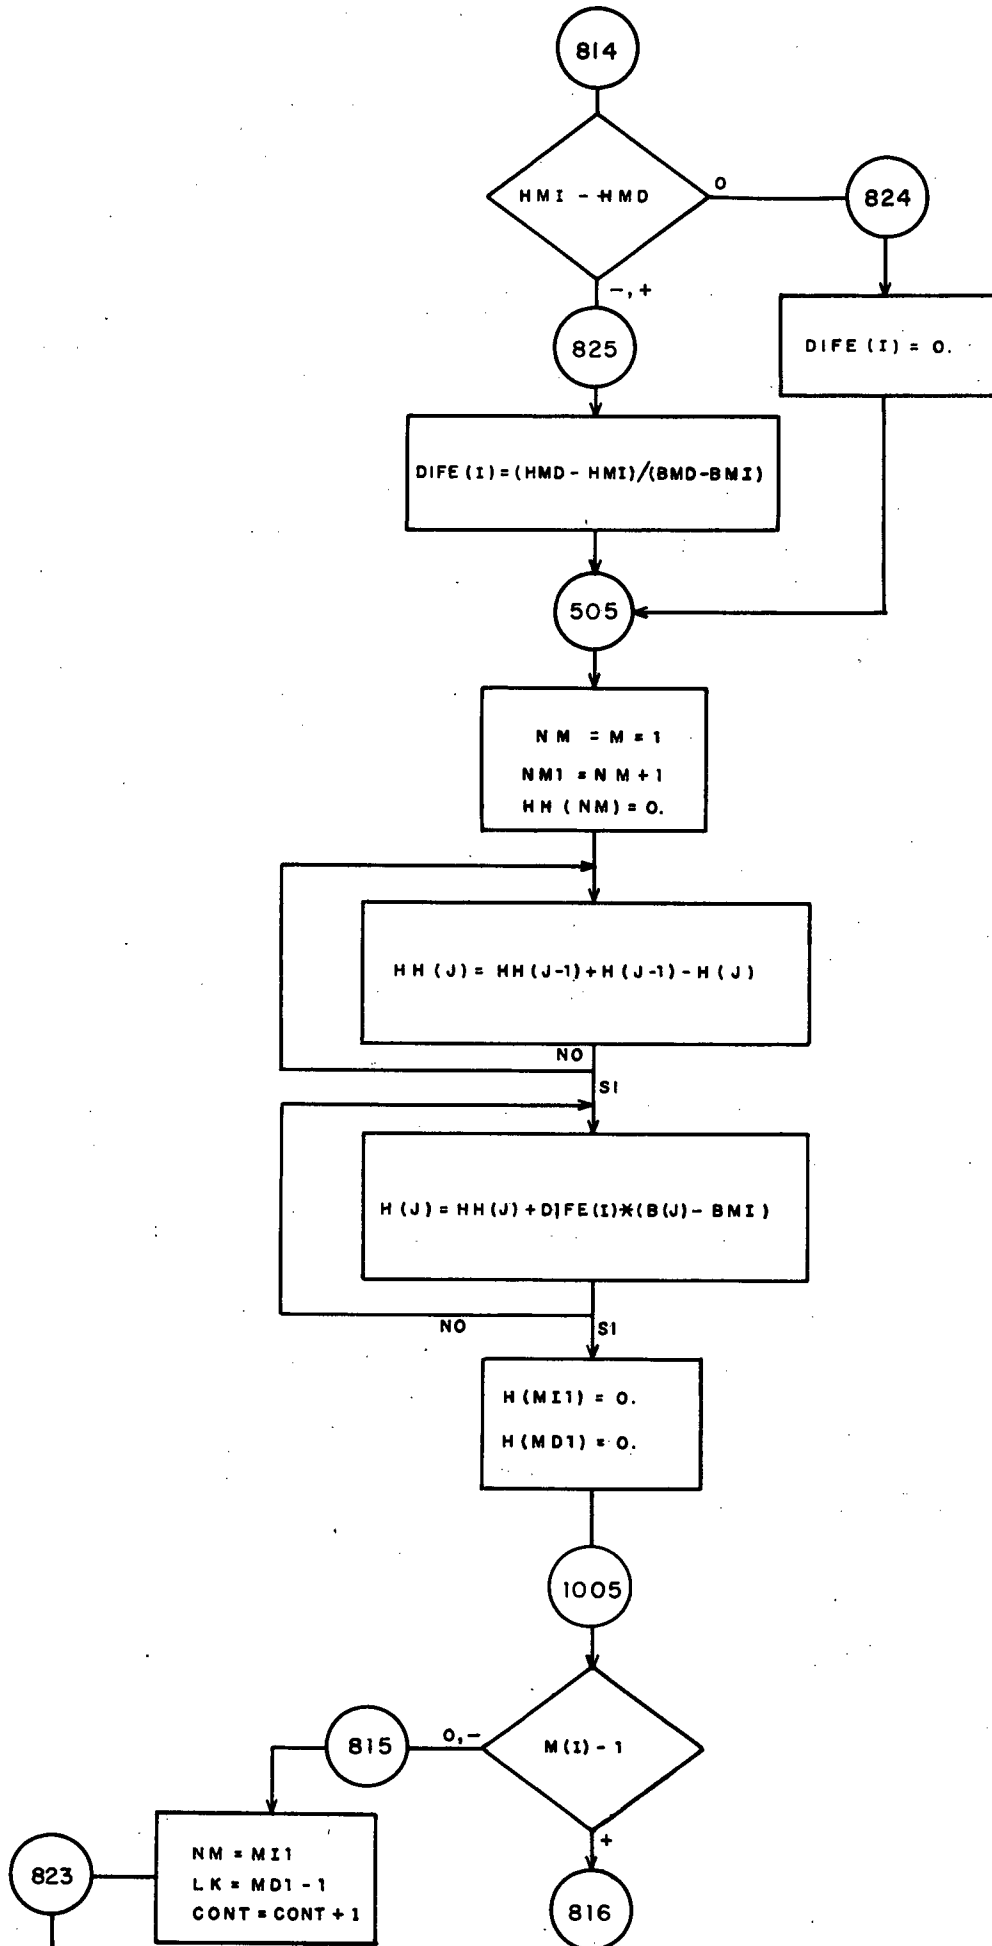 814
HMI - HMD
0
824
-,+
825
DIFE (I) = 0.
DIFE (I) = (HMD - HMI)/(BMD-BMI)
505
NM = M = 1
NM1 = NM+1
HH (NM) = 0.
HH(J) = HH(J-1)+H(J-1)-H(J)
NO
SI
H(J) = HH(J)+DIFE(I)*(B(J)-BMI)
NO
SI
H(MI1) = 0.
H(MD1) = 0.
1005
M(I)-1
0,-
815
+
816
NM = MI1
LK = MD1-1
CONT = CONT+1
823